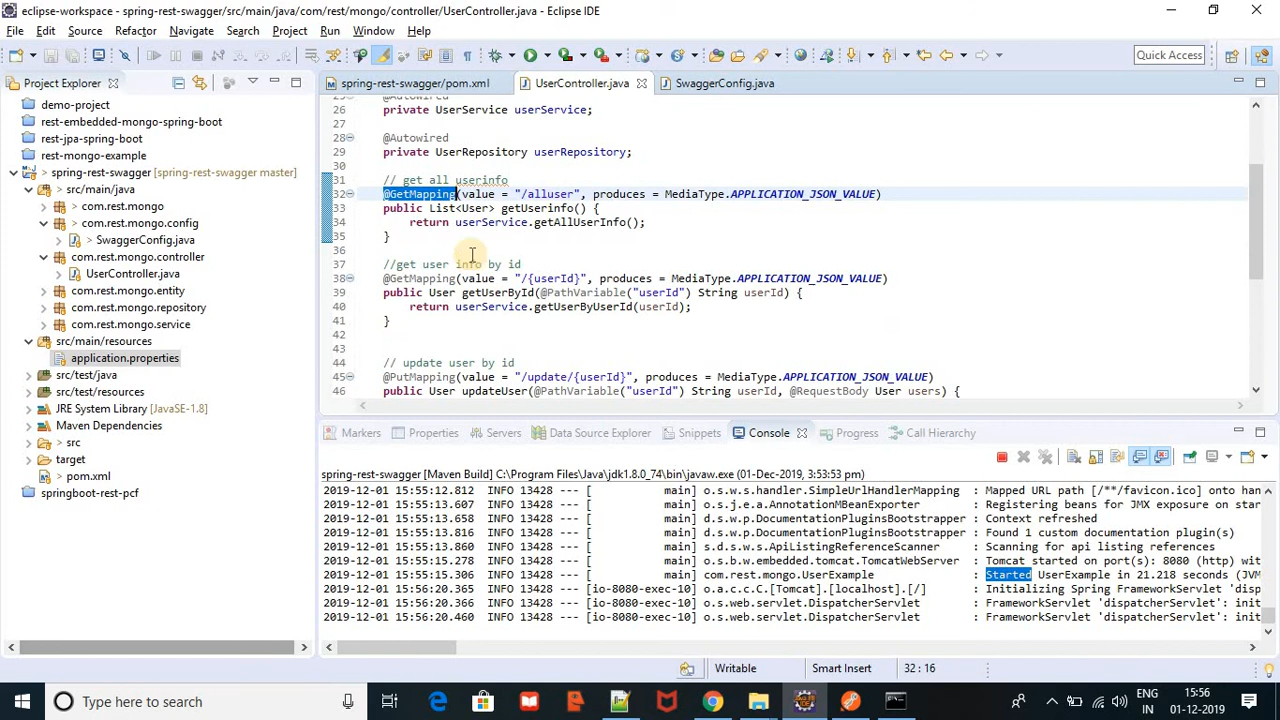 eclipse-workspace - spring-rest-swagger/src/main/java/com/rest/mongo/controller/UserController.java - Eclipse IDE
File Edit Source Refactor Navigate Search Project Run Window Help
Quick Access
Project Explorer
demo-project
rest-embedded-mongo-spring-boot
rest-jpa-spring-boot
rest-mongo-example
spring-rest-swagger [spring-rest-swagger master]
src/main/java
com.rest.mongo
com.rest.mongo.config
SwaggerConfig.java
com.rest.mongo.controller
UserController.java
com.rest.mongo.entity
com.rest.mongo.repository
com.rest.mongo.service
src/main/resources
application.properties
src/test/java
src/test/resources
JRE System Library [JavaSE-1.8]
Maven Dependencies
src
target
pom.xml
springboot-rest-pcf
spring-rest-swagger/pom.xml UserController.java SwaggerConfig.java
25 @Autowired
26 private UserService userService;
28 @Autowired
29 private UserRepository userRepository;
30
31 // get all userinfo
32 @GetMapping(value = "/alluser", produces = MediaType.APPLICATION_JSON_VALUE)
33 public List<User> getUserinfo() {
34 return userService.getAllUserInfo();
35 }
36
37 //get user info by id
38 @GetMapping(value = "/{userId}", produces = MediaType.APPLICATION_JSON_VALUE)
39 public User getUserById(@PathVariable("userId") String userId) {
40 return userService.getUserByUserId(userId);
41 }
42
43
44 // update user by id
45 @PutMapping(value = "/update/{userId}", produces = MediaType.APPLICATION_JSON_VALUE)
46 public User updateUser(@PathVariable("userId") String userId, @RequestBody User users) {
Markers Properties Servers Data Source Explorer Snippets Console Progress Call Hierarchy
spring-rest-swagger [Maven Build] C:\Program Files\Java\jdk1.8.0_74\bin\javaw.exe (01-Dec-2019, 3:53:53 pm)
2019-12-01 15:55:12.812 INFO 13428 --- [ main] o.s.w.s.handler.SimpleUrlHandlerMapping : Mapped URL path [/**/favicon.ico] onto han
2019-12-01 15:55:13.607 INFO 13428 --- [ main] o.s.j.e.a.AnnotationMBeanExporter : Registering beans for JMX exposure on star
2019-12-01 15:55:13.658 INFO 13428 --- [ main] d.s.w.p.DocumentationPluginsBootstrapper : Context refreshed
2019-12-01 15:55:13.816 INFO 13428 --- [ main] d.s.w.p.DocumentationPluginsBootstrapper : Found 1 custom documentation plugin(s)
2019-12-01 15:55:13.860 INFO 13428 --- [ main] s.d.s.w.s.ApiListingReferenceScanner : Scanning for api listing references
2019-12-01 15:55:15.278 INFO 13428 --- [ main] o.s.b.w.embedded.tomcat.TomcatWebServer : Tomcat started on port(s): 8080 (http) wit
2019-12-01 15:55:15.306 INFO 13428 --- [ main] com.rest.mongo.UserExample : Started UserExample in 21.218 seconds (JVM
2019-12-01 15:56:20.365 INFO 13428 --- [io-8080-exec-10] o.a.c.c.C.[Tomcat].[localhost].[/] : Initializing Spring FrameworkServlet 'disp
2019-12-01 15:56:20.366 INFO 13428 --- [io-8080-exec-10] o.s.web.servlet.DispatcherServlet : FrameworkServlet 'dispatcherServlet': init
2019-12-01 15:56:20.460 INFO 13428 --- [io-8080-exec-10] o.s.web.servlet.DispatcherServlet : FrameworkServlet 'dispatcherServlet': init
Writable Smart Insert 32 : 16
Type here to search
ENG
IN
15:56
01-12-2019